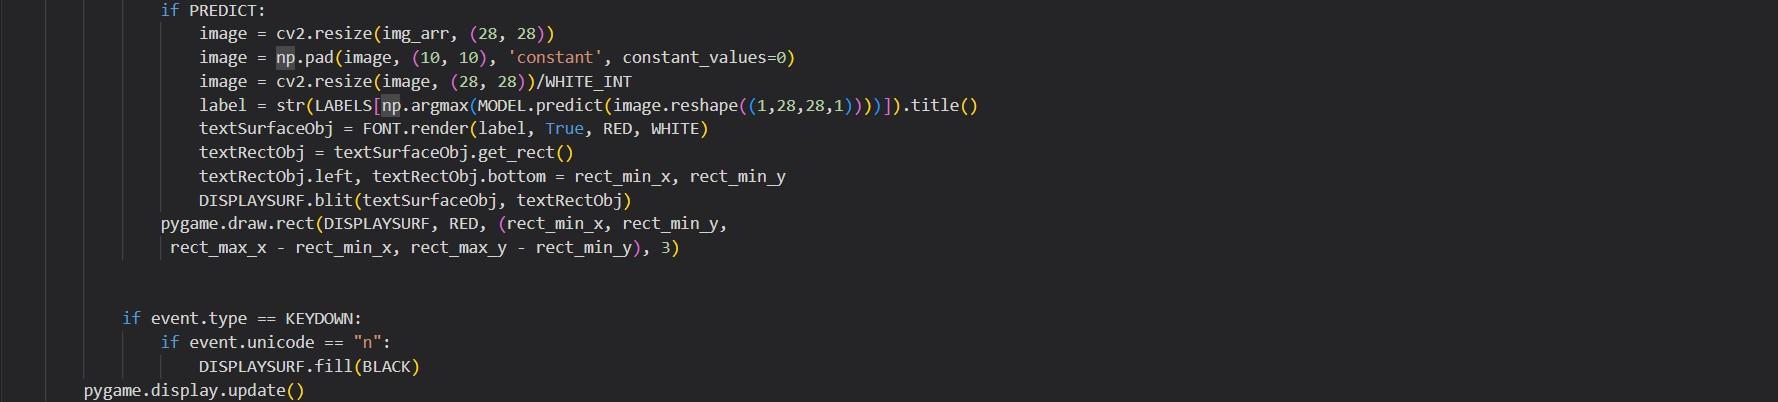 if PREDICT:
image = cv2.resize(img_arr, (28, 28))
image = np.pad(image, (10, 10), 'constant', constant_values=0)
image = cv2.resize(image, (28, 28))/WHITE_INT
label = str(LABELS[np.argmax(MODEL.predict(image.reshape((1,28,28,1))))]).title()
textSurfaceObj = FONT.render(label, True, RED, WHITE)
textRectObj = textSurfaceObj.get_rect()
textRectObj.left, textRectObj.bottom = rect_min_x, rect_min_y
DISPLAYSURF.blit(textSurfaceObj, textRectObj)
pygame.draw.rect(DISPLAYSURF, RED, (rect_min_x, rect_min_y,
rect_max_x - rect_min_x, rect_max_y - rect_min_y), 3)
if event.type == KEYDOWN:
if event.unicode == "n":
DISPLAYSURF.fill(BLACK)
pygame.display.update()